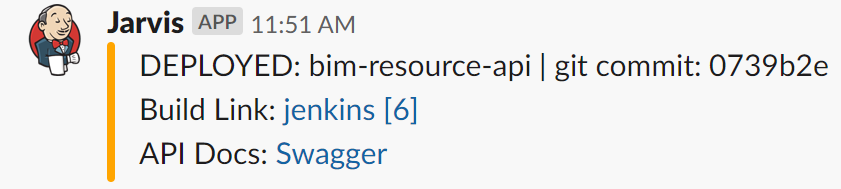 Jarvis APP 11:51 AM
DEPLOYED: bim-resource-api | git commit: 0739b2e
Build Link: jenkins [6]
API Docs: Swagger